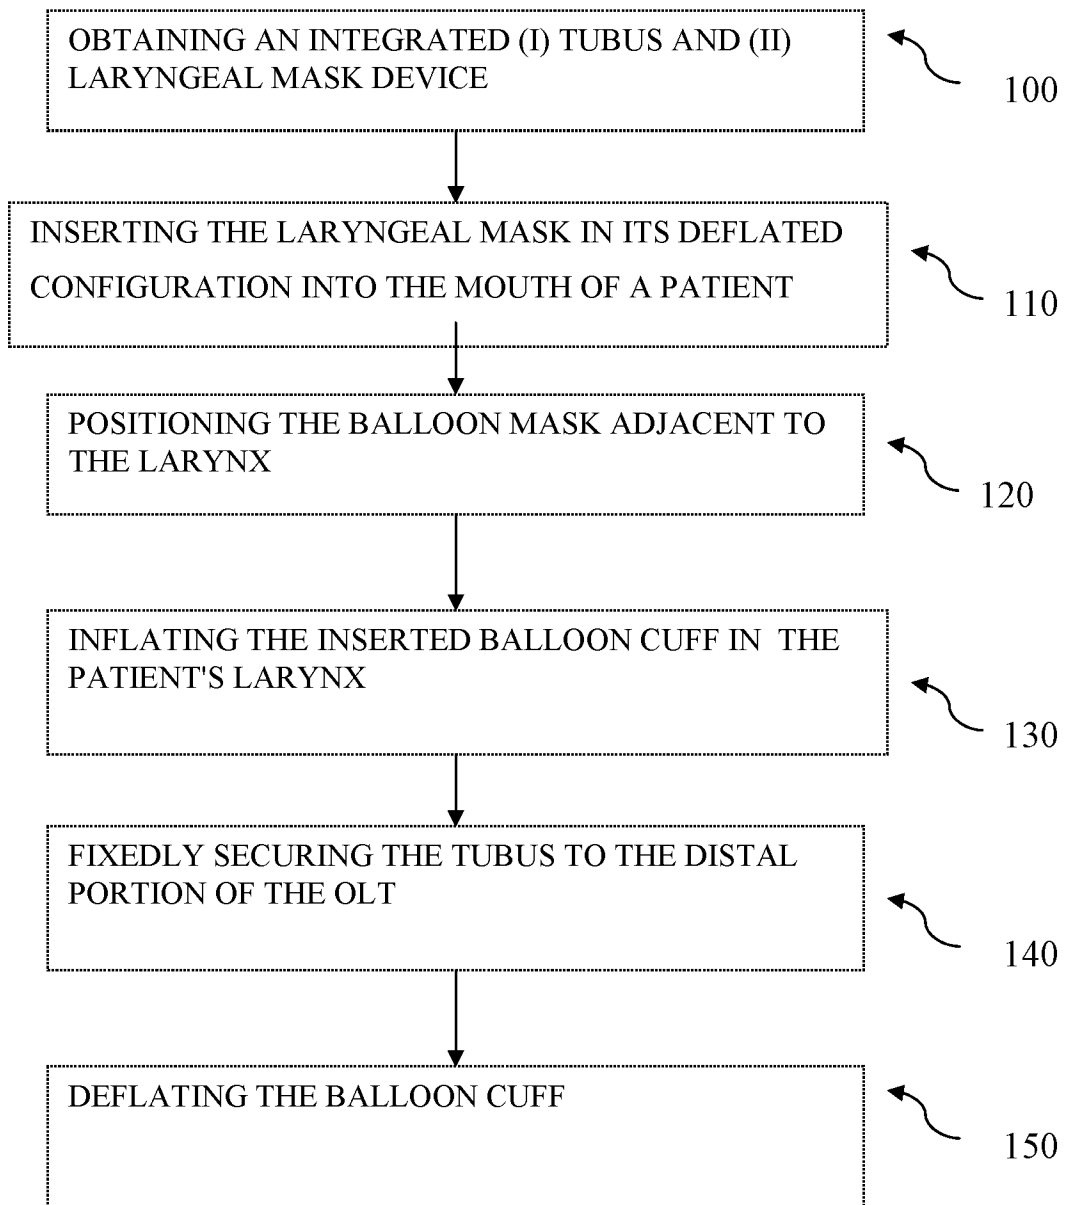 OBTAINING AN INTEGRATED (I) TUBUS AND (II)
LARYNGEAL MASK DEVICE
100
INSERTING THE LARYNGEAL MASK IN ITS DEFLATED
CONFIGURATION INTO THE MOUTH OF A PATIENT
110
POSITIONING THE BALLOON MASK ADJACENT TO
THE LARYNX
120
INFLATING THE INSERTED BALLOON CUFF IN THE
PATIENT'S LARYNX
130
FIXEDLY SECURING THE TUBUS TO THE DISTAL
PORTION OF THE OLT
140
DEFLATING THE BALLOON CUFF
150